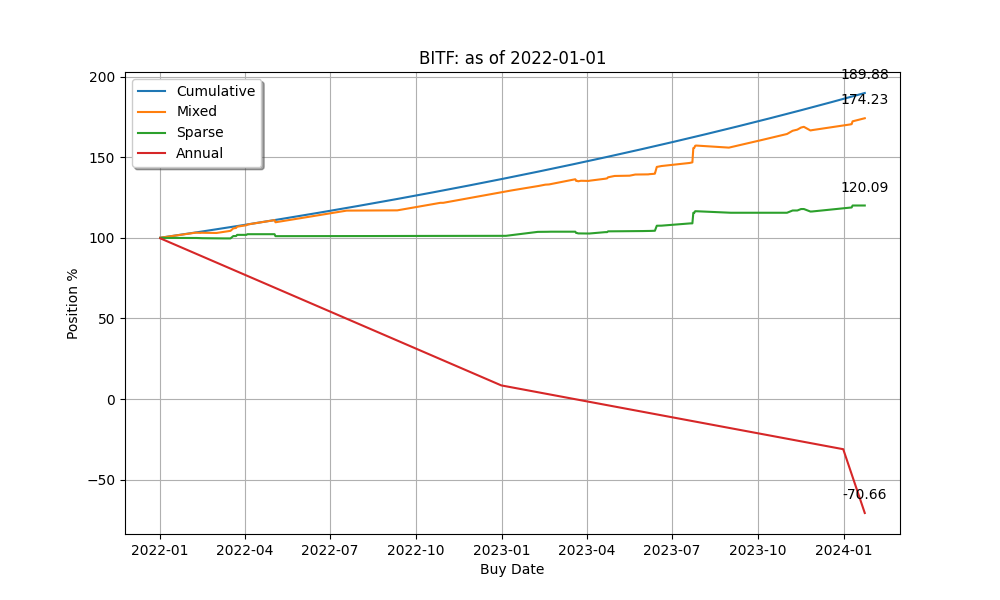 BITF: as of 2022-01-01
189.88
174.23
120.09
-70.66
Cumulative
Mixed
Sparse
Annual
200
150
100
50
0
−50
Position %
2022-01 2022-04 2022-07 2022-10 2023-01 2023-04 2023-07 2023-10 2024-01
Buy Date